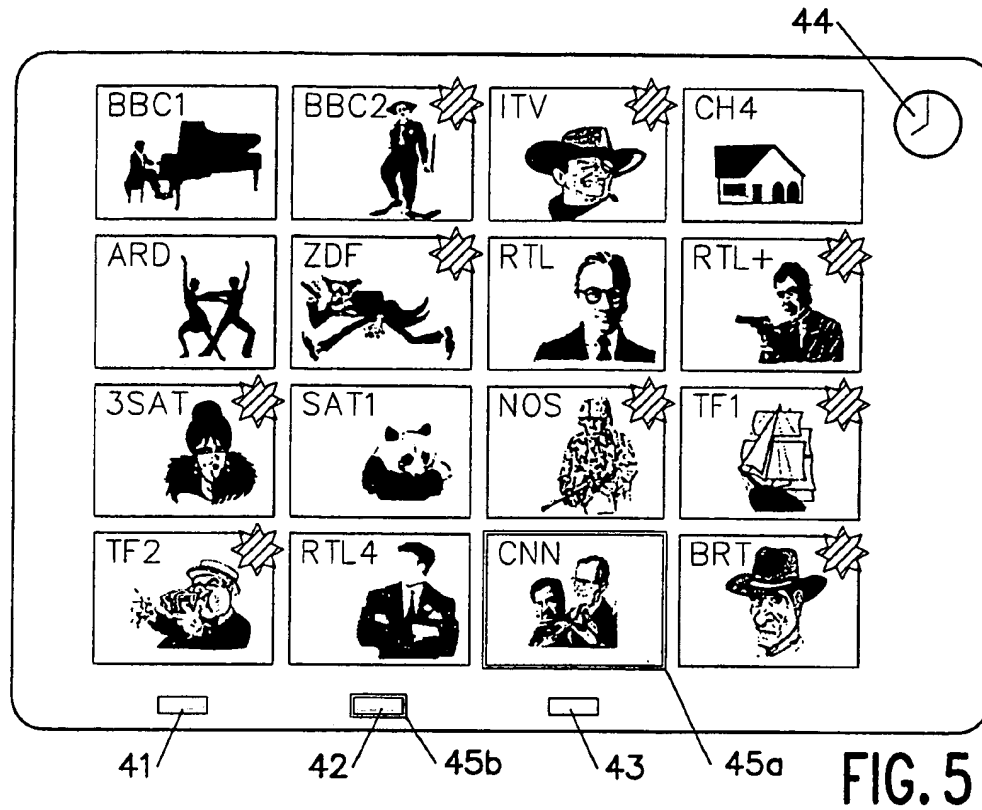 44
BBC1 BBC2 ITV CH4
ARD ZDF RTL RTL+
3SAT SAT1 NOS TF1
TF2 RTL4 CNN BRT
41 42 45b 43 45a
FIG. 5